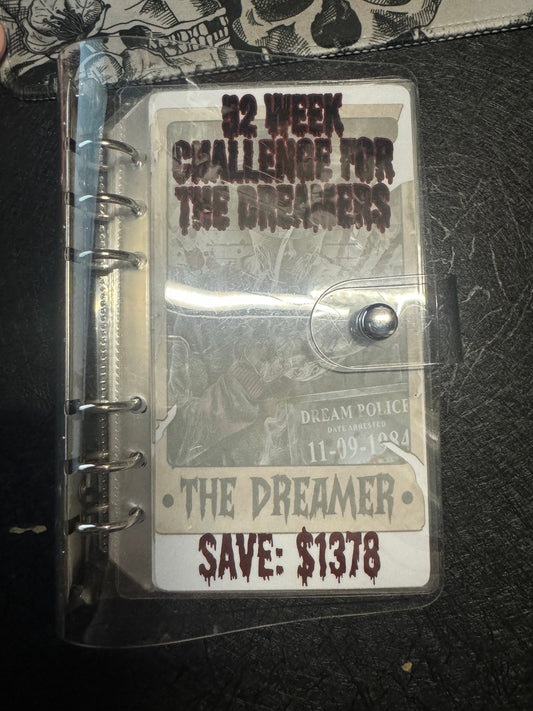 52 WEEK
CHALLENGE FOR
THE DREAMERS
DREAM POLICE
DATE ARRESTED
11-09-1984
• THE DREAMER •
SAVE: $1378